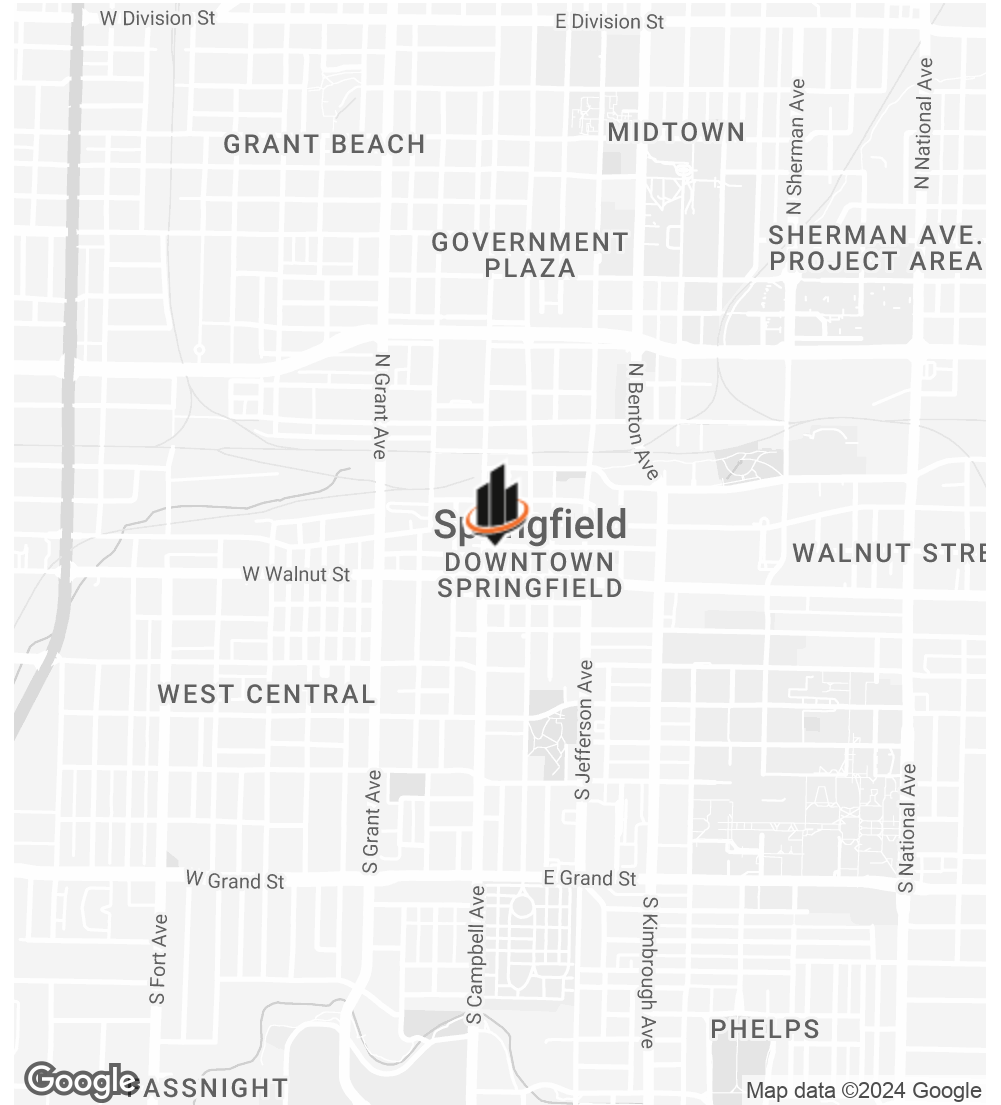 W Division St
E Division St
N Sherman Ave
N National Ave
GRANT BEACH
MIDTOWN
GOVERNMENT
PLAZA
SHERMAN AVE.
PROJECT AREA
N Grant Ave
N Benton Ave
Springfield
DOWNTOWN
SPRINGFIELD
WALNUT STRE
W Walnut St
WEST CENTRAL
S Jefferson Ave
S Grant Ave
S National Ave
W Grand St
E Grand St
S Fort Ave
S Campbell Ave
S Kimbrough Ave
PHELPS
Google
FASSNIGHT
Map data ©2024 Google